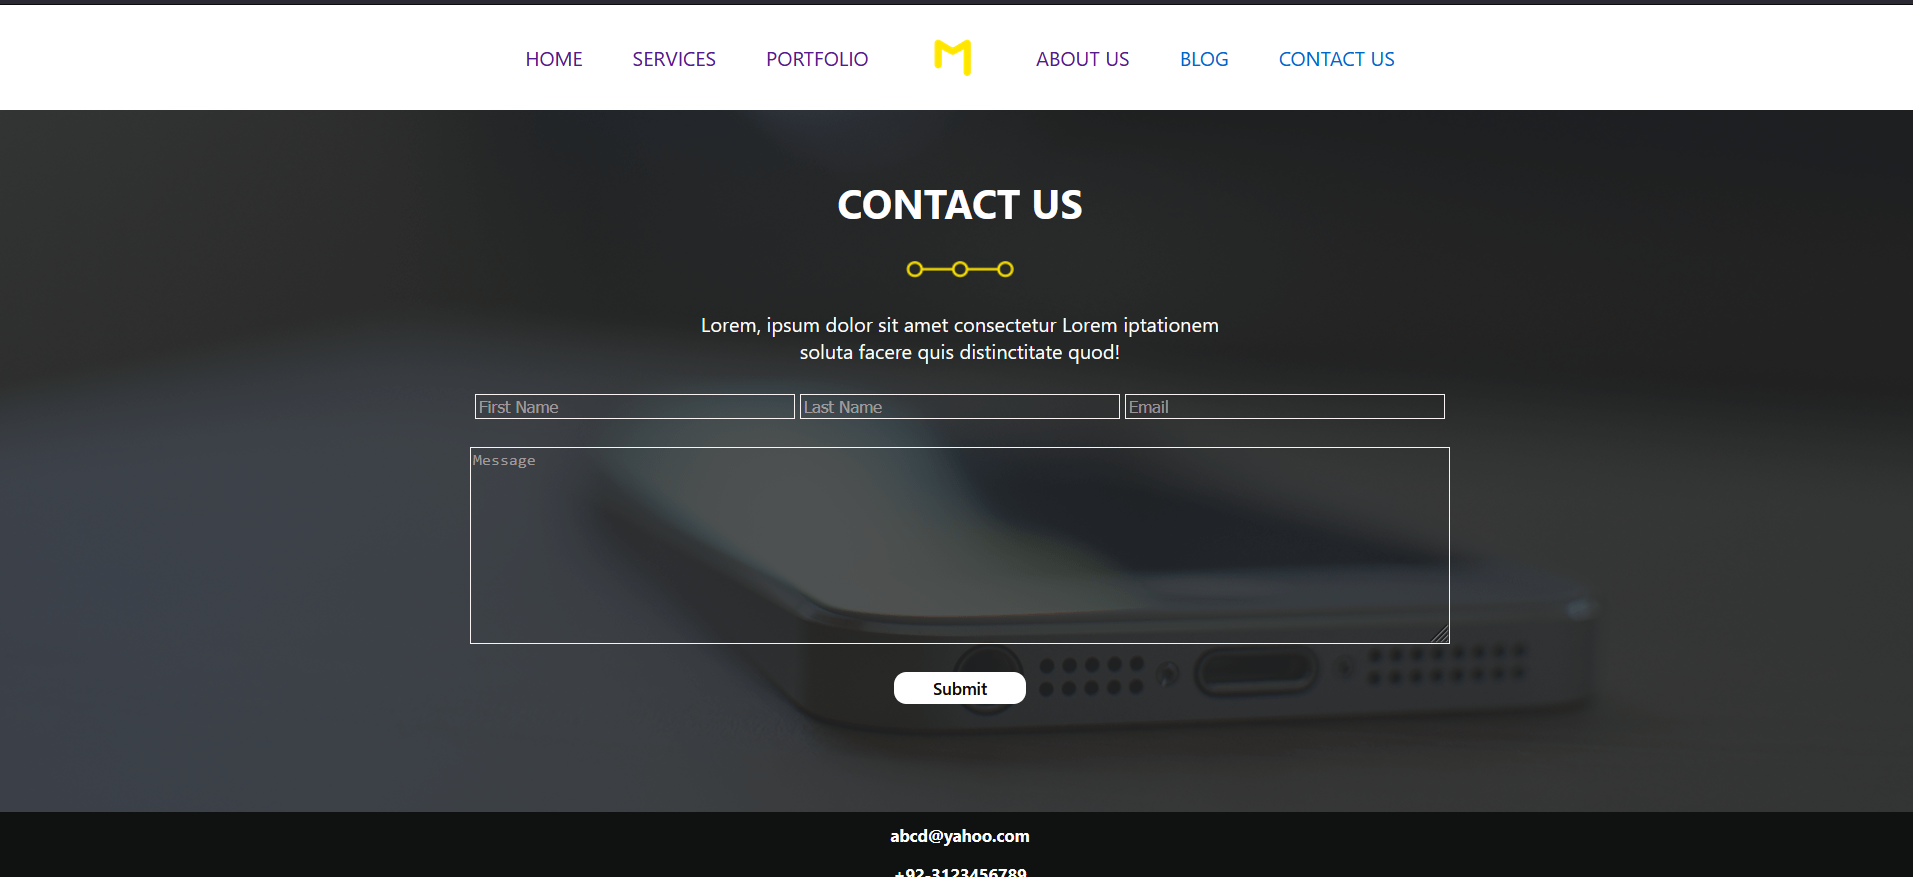 HOME SERVICES PORTFOLIO M ABOUT US BLOG CONTACT US
CONTACT US
Lorem, ipsum dolor sit amet consectetur Lorem iptationem
soluta facere quis distinctitate quod!
First Name Last Name Email
Message
Submit
abcd@yahoo.com
+92-3123456789